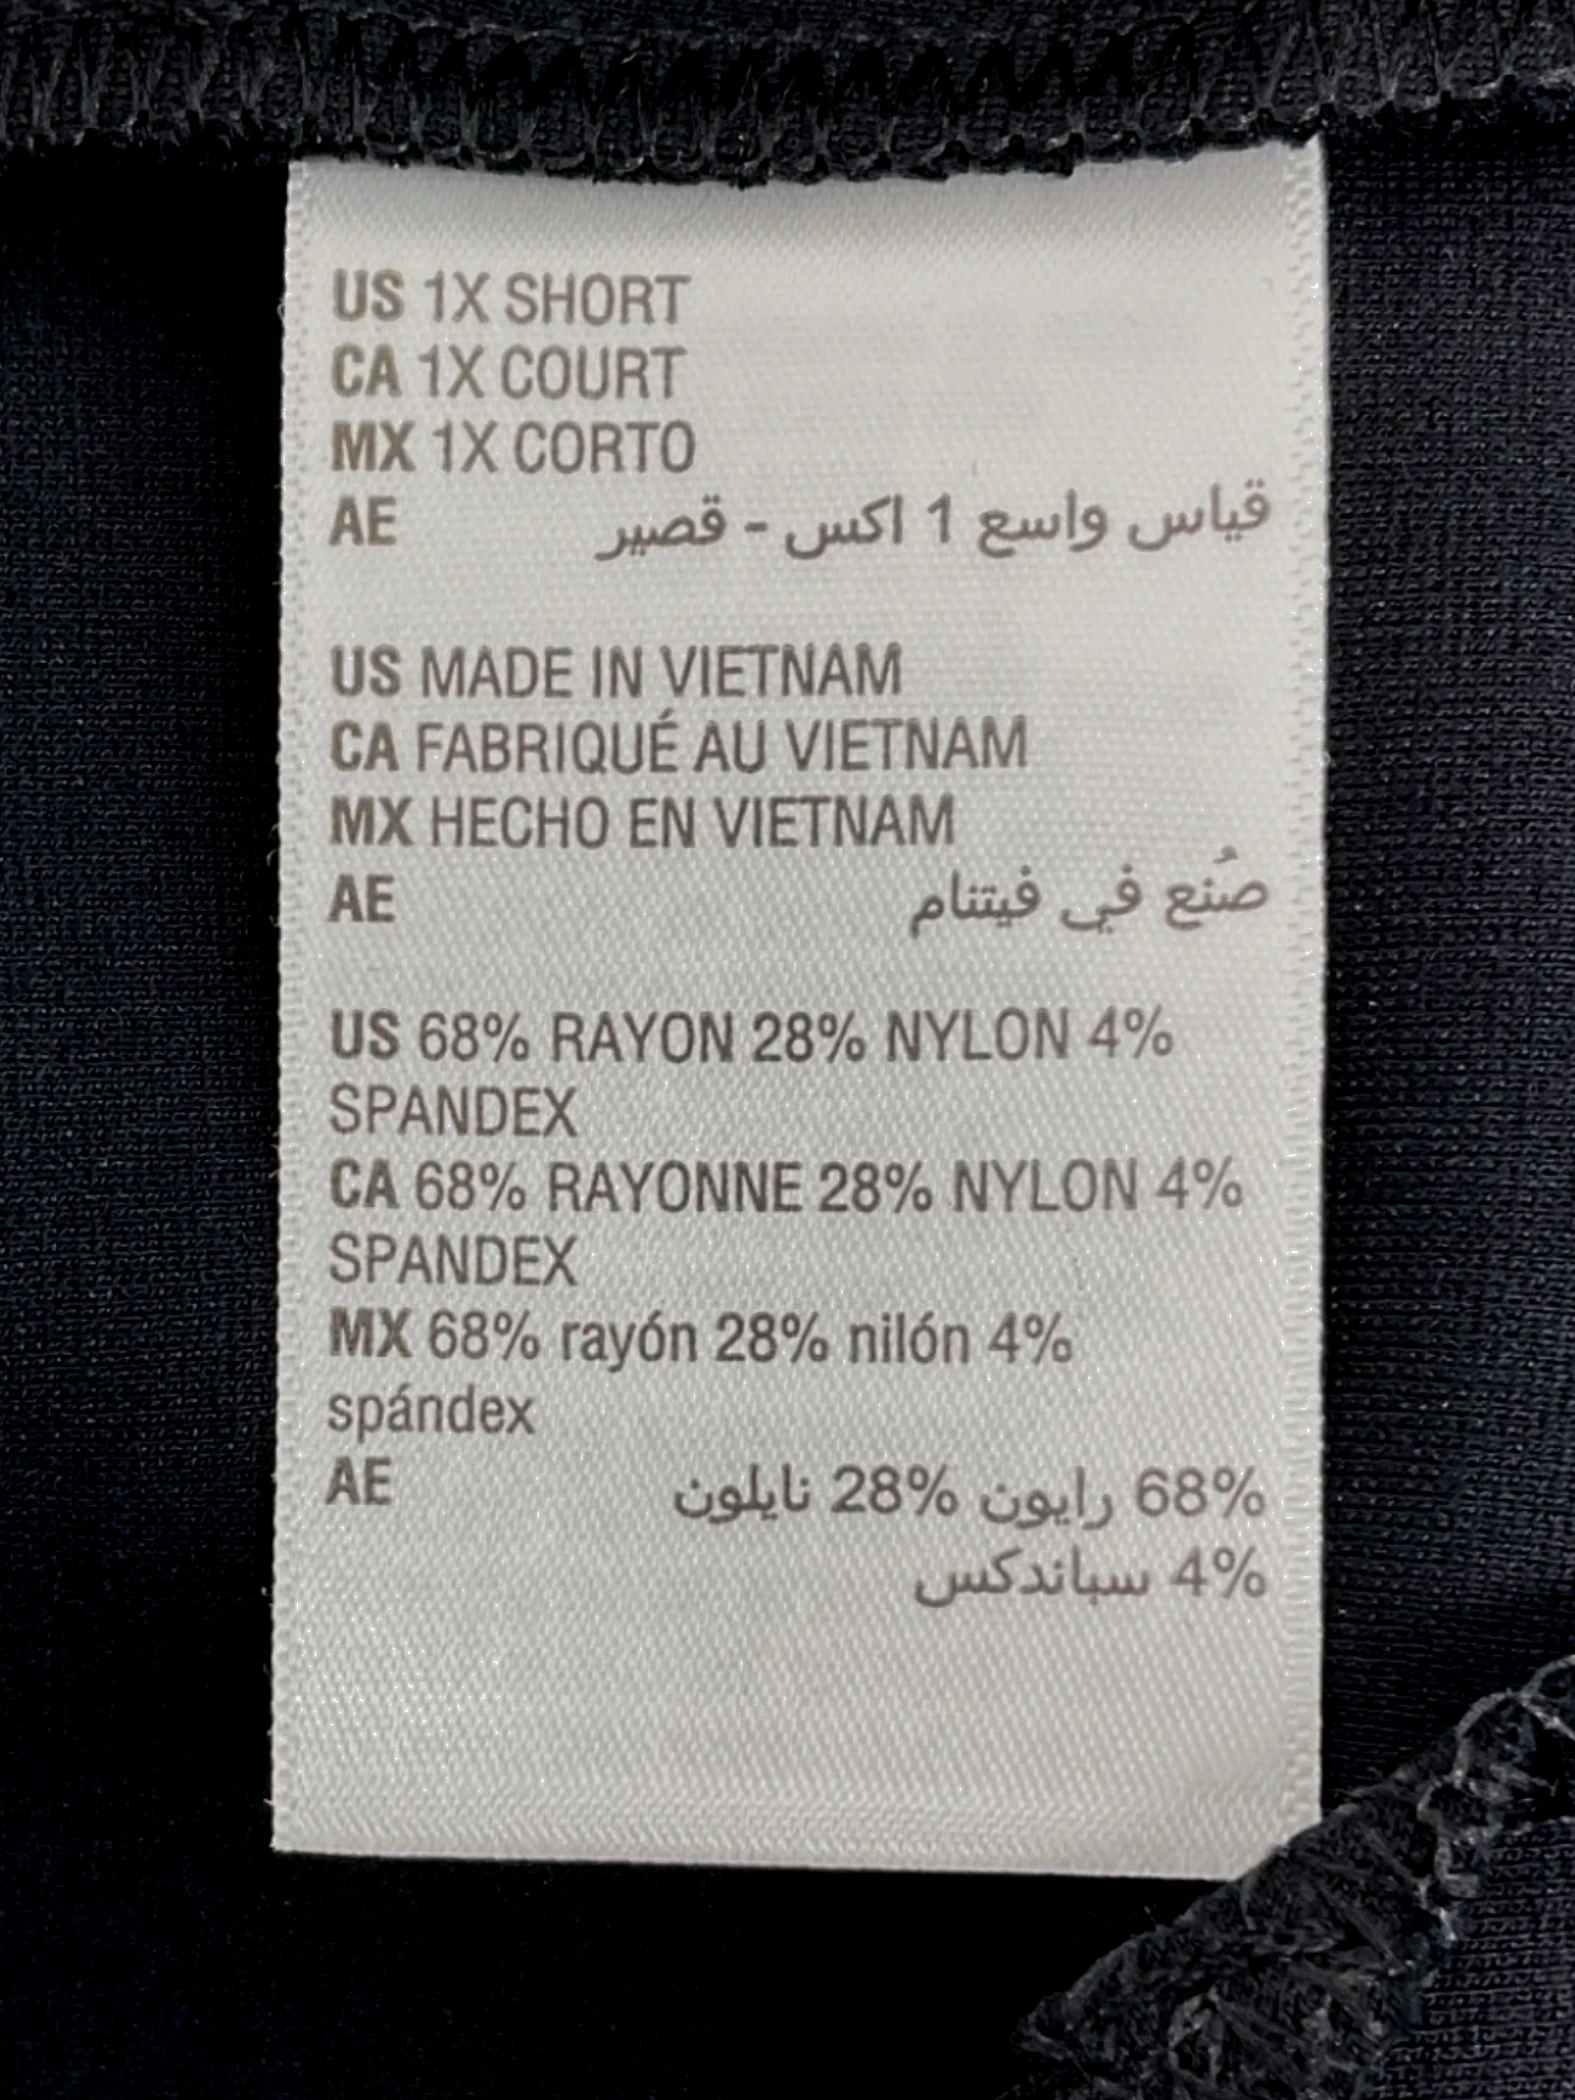 US 1X SHORT
CA 1X COURT
MX 1X CORTO
AE قياس واسع 1 اكس - قصير
US MADE IN VIETNAM
CA FABRIQUÉ AU VIETNAM
MX HECHO EN VIETNAM
AE صُنع في فيتنام
US 68% RAYON 28% NYLON 4%
SPANDEX
CA 68% RAYONNE 28% NYLON 4%
SPANDEX
MX 68% rayón 28% nilón 4%
spándex
AE 68% رايون 28% نايلون
4% سباندكس